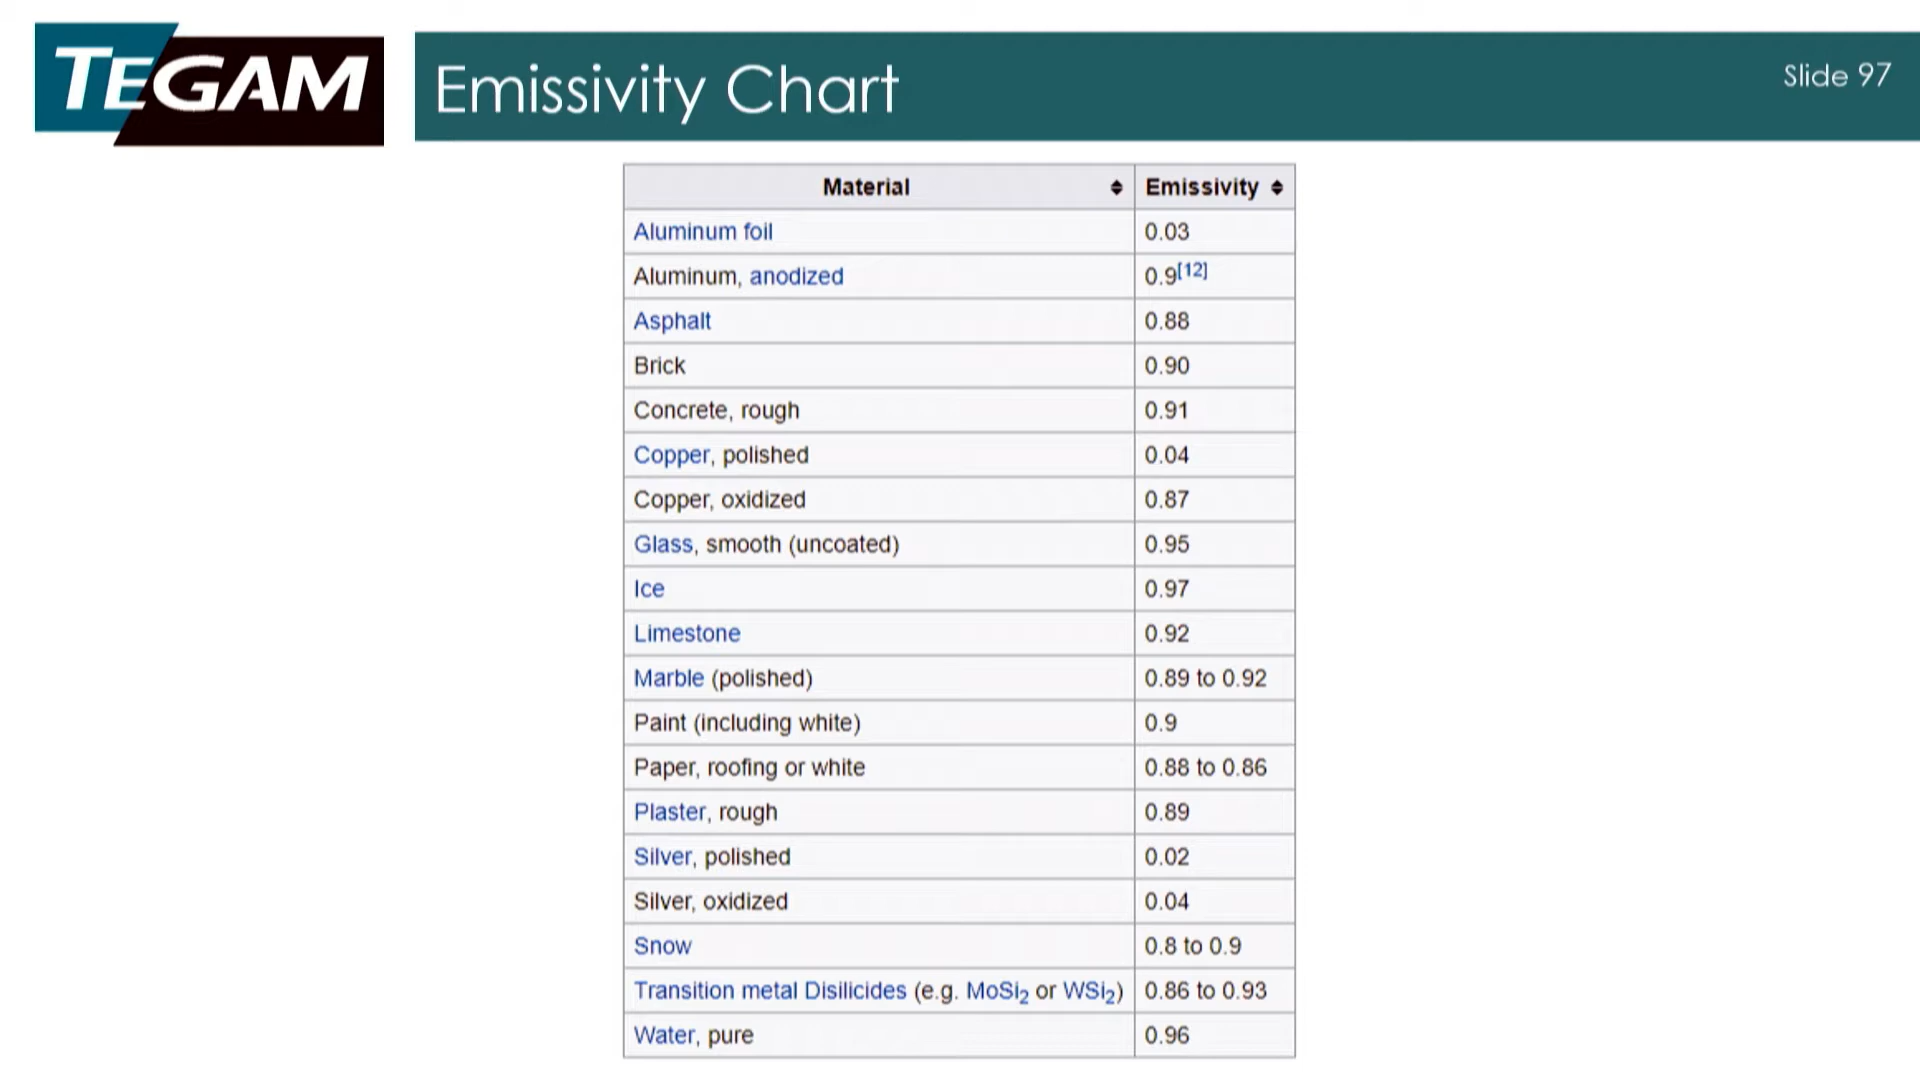 TEGAM
Emissivity Chart
Slide 97
Material Emissivity
Aluminum foil 0.03
Aluminum, anodized 0.9[12]
Asphalt 0.88
Brick 0.90
Concrete, rough 0.91
Copper, polished 0.04
Copper, oxidized 0.87
Glass, smooth (uncoated) 0.95
Ice 0.97
Limestone 0.92
Marble (polished) 0.89 to 0.92
Paint (including white) 0.9
Paper, roofing or white 0.88 to 0.86
Plaster, rough 0.89
Silver, polished 0.02
Silver, oxidized 0.04
Snow 0.8 to 0.9
Transition metal Disilicides (e.g. MoSi₂ or WSi₂) 0.86 to 0.93
Water, pure 0.96